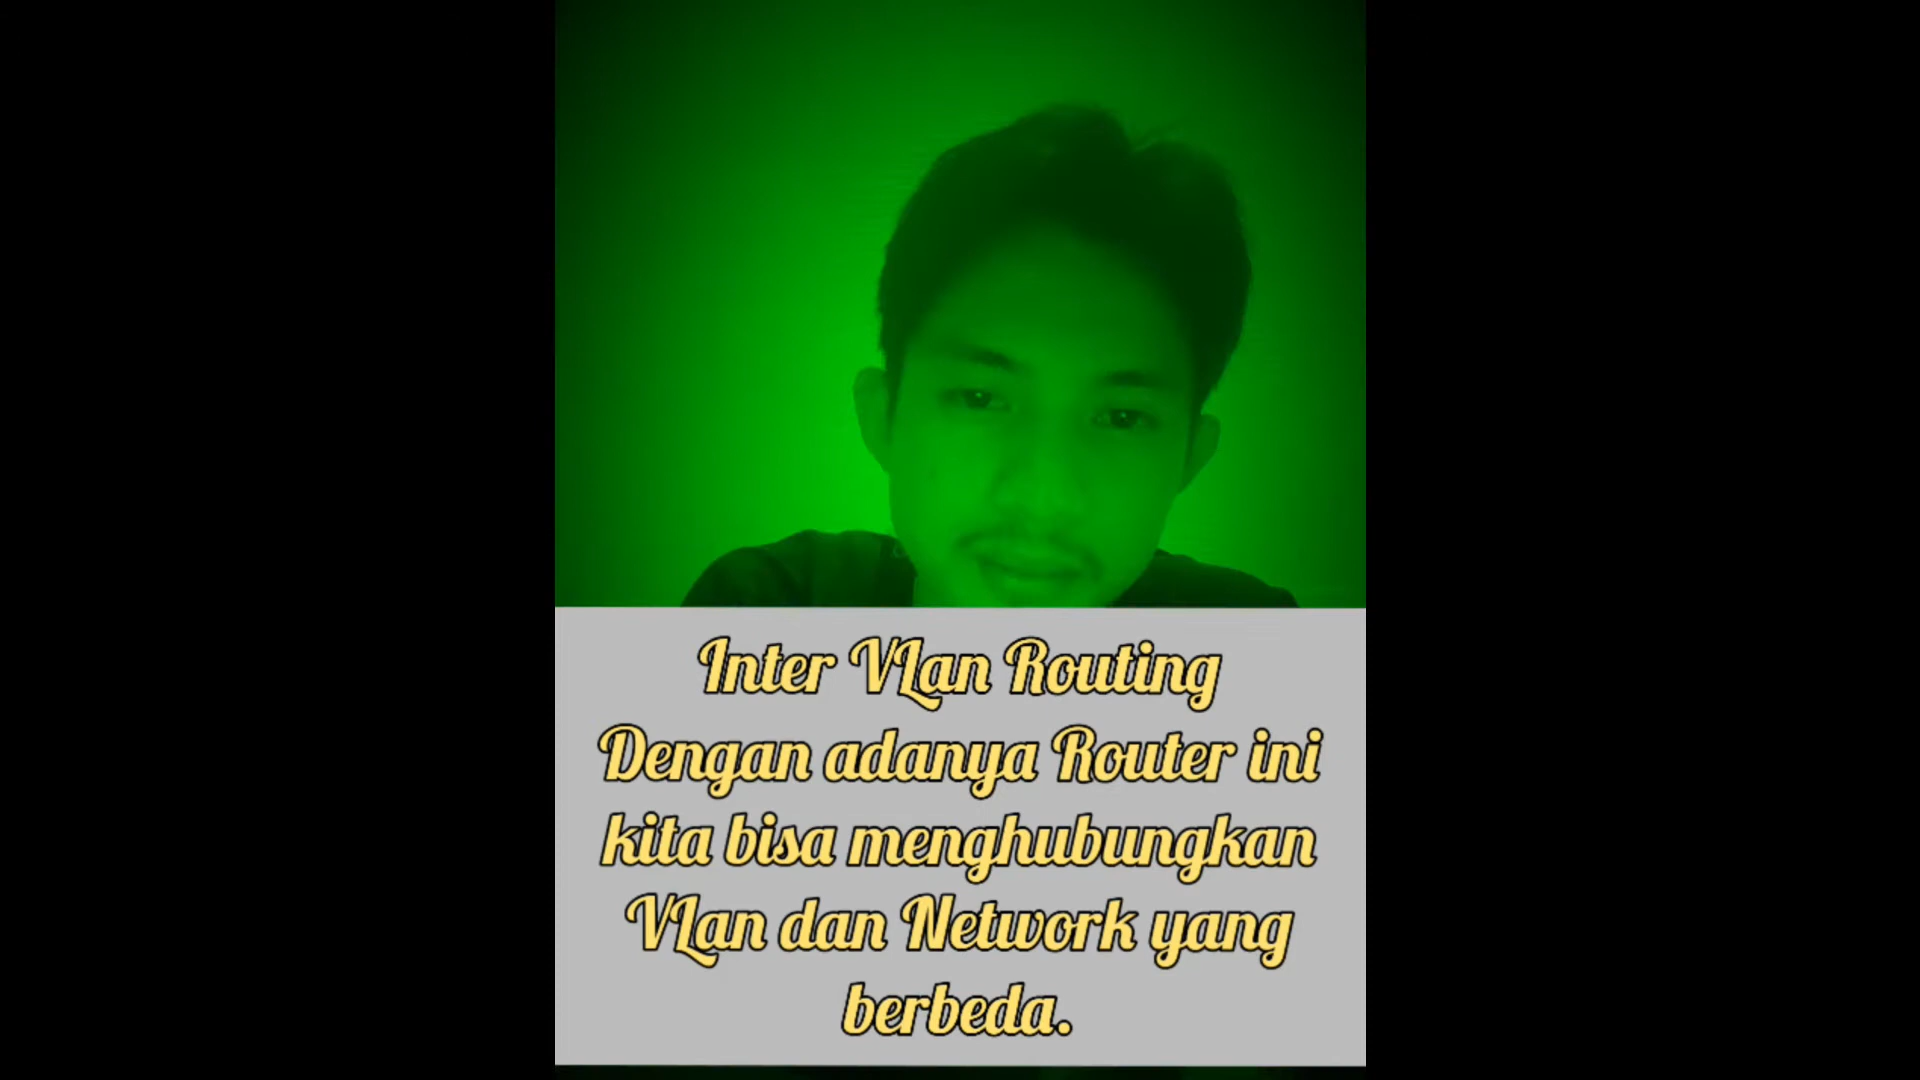 Inter VLan Routing
Dengan adanya Router ini
kita bisa menghubungkan
VLan dan Network yang
berbeda.